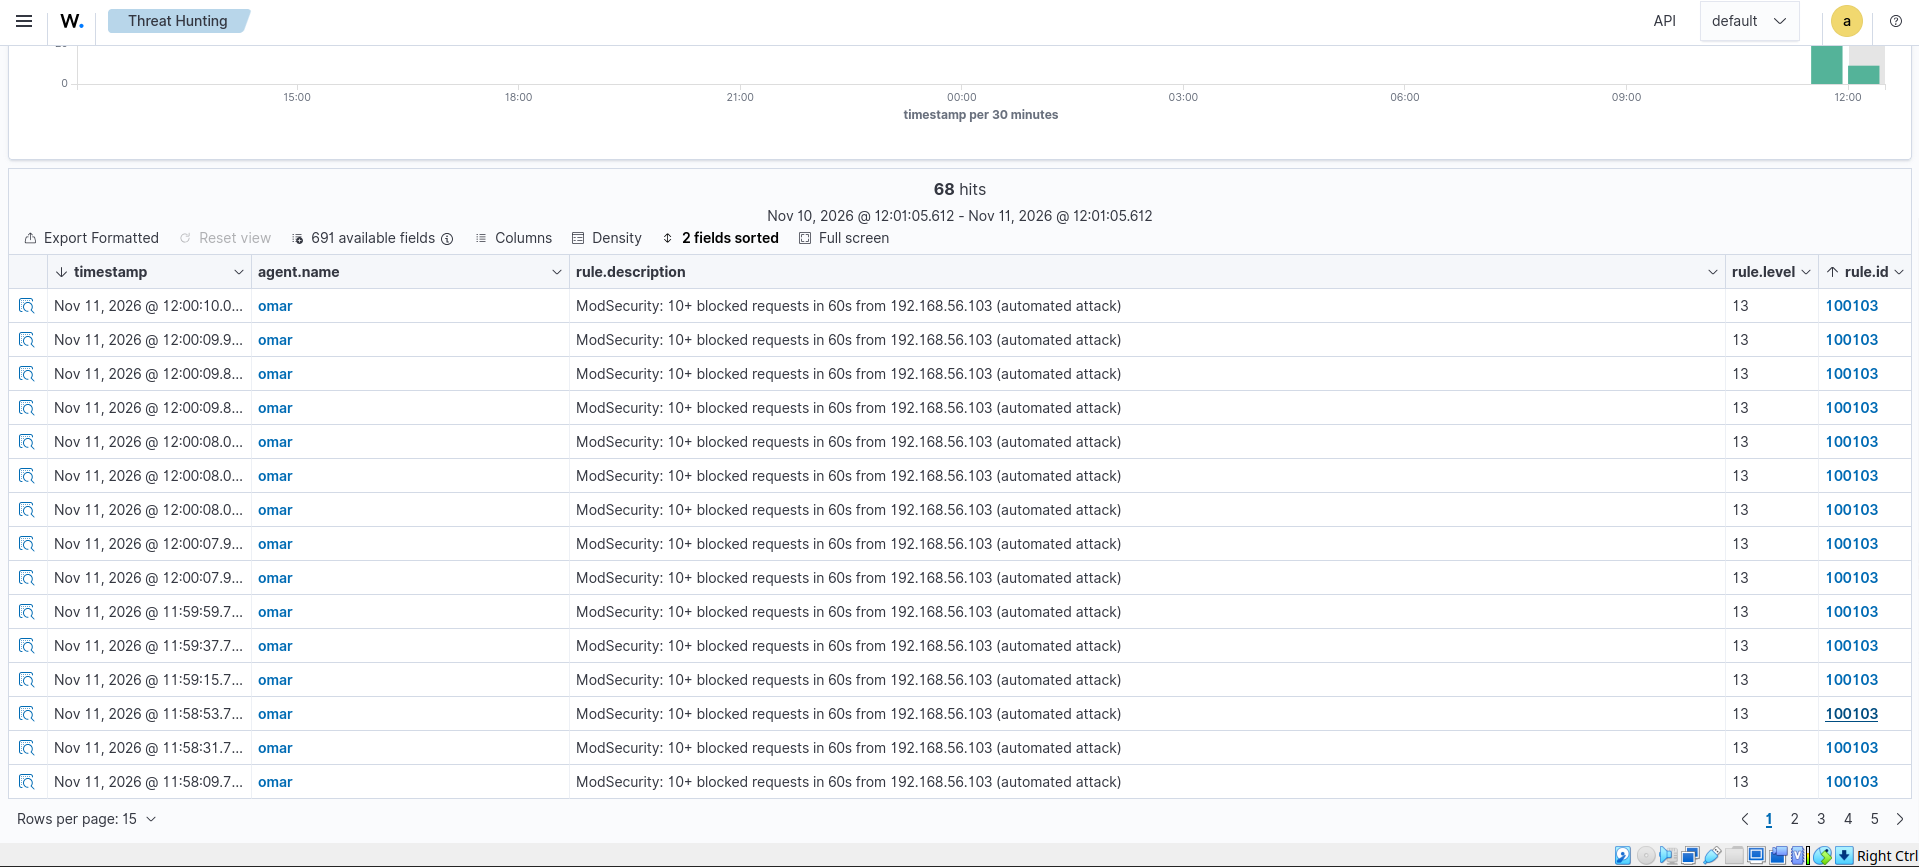 W. Threat Hunting API default a
0
15:00 18:00 21:00 00:00 03:00 06:00 09:00 12:00
timestamp per 30 minutes
68 hits
Nov 10, 2026 @ 12:01:05.612 - Nov 11, 2026 @ 12:01:05.612
Export Formatted Reset view 691 available fields Columns Density 2 fields sorted Full screen
timestamp agent.name rule.description rule.level rule.id
Nov 11, 2026 @ 12:00:10.0... omar ModSecurity: 10+ blocked requests in 60s from 192.168.56.103 (automated attack) 13 100103
Nov 11, 2026 @ 12:00:09.9... omar ModSecurity: 10+ blocked requests in 60s from 192.168.56.103 (automated attack) 13 100103
Nov 11, 2026 @ 12:00:09.8... omar ModSecurity: 10+ blocked requests in 60s from 192.168.56.103 (automated attack) 13 100103
Nov 11, 2026 @ 12:00:09.8... omar ModSecurity: 10+ blocked requests in 60s from 192.168.56.103 (automated attack) 13 100103
Nov 11, 2026 @ 12:00:08.0... omar ModSecurity: 10+ blocked requests in 60s from 192.168.56.103 (automated attack) 13 100103
Nov 11, 2026 @ 12:00:08.0... omar ModSecurity: 10+ blocked requests in 60s from 192.168.56.103 (automated attack) 13 100103
Nov 11, 2026 @ 12:00:08.0... omar ModSecurity: 10+ blocked requests in 60s from 192.168.56.103 (automated attack) 13 100103
Nov 11, 2026 @ 12:00:07.9... omar ModSecurity: 10+ blocked requests in 60s from 192.168.56.103 (automated attack) 13 100103
Nov 11, 2026 @ 12:00:07.9... omar ModSecurity: 10+ blocked requests in 60s from 192.168.56.103 (automated attack) 13 100103
Nov 11, 2026 @ 11:59:59.7... omar ModSecurity: 10+ blocked requests in 60s from 192.168.56.103 (automated attack) 13 100103
Nov 11, 2026 @ 11:59:37.7... omar ModSecurity: 10+ blocked requests in 60s from 192.168.56.103 (automated attack) 13 100103
Nov 11, 2026 @ 11:59:15.7... omar ModSecurity: 10+ blocked requests in 60s from 192.168.56.103 (automated attack) 13 100103
Nov 11, 2026 @ 11:58:53.7... omar ModSecurity: 10+ blocked requests in 60s from 192.168.56.103 (automated attack) 13 100103
Nov 11, 2026 @ 11:58:31.7... omar ModSecurity: 10+ blocked requests in 60s from 192.168.56.103 (automated attack) 13 100103
Nov 11, 2026 @ 11:58:09.7... omar ModSecurity: 10+ blocked requests in 60s from 192.168.56.103 (automated attack) 13 100103
Rows per page: 15 1 2 3 4 5
Right Ctrl